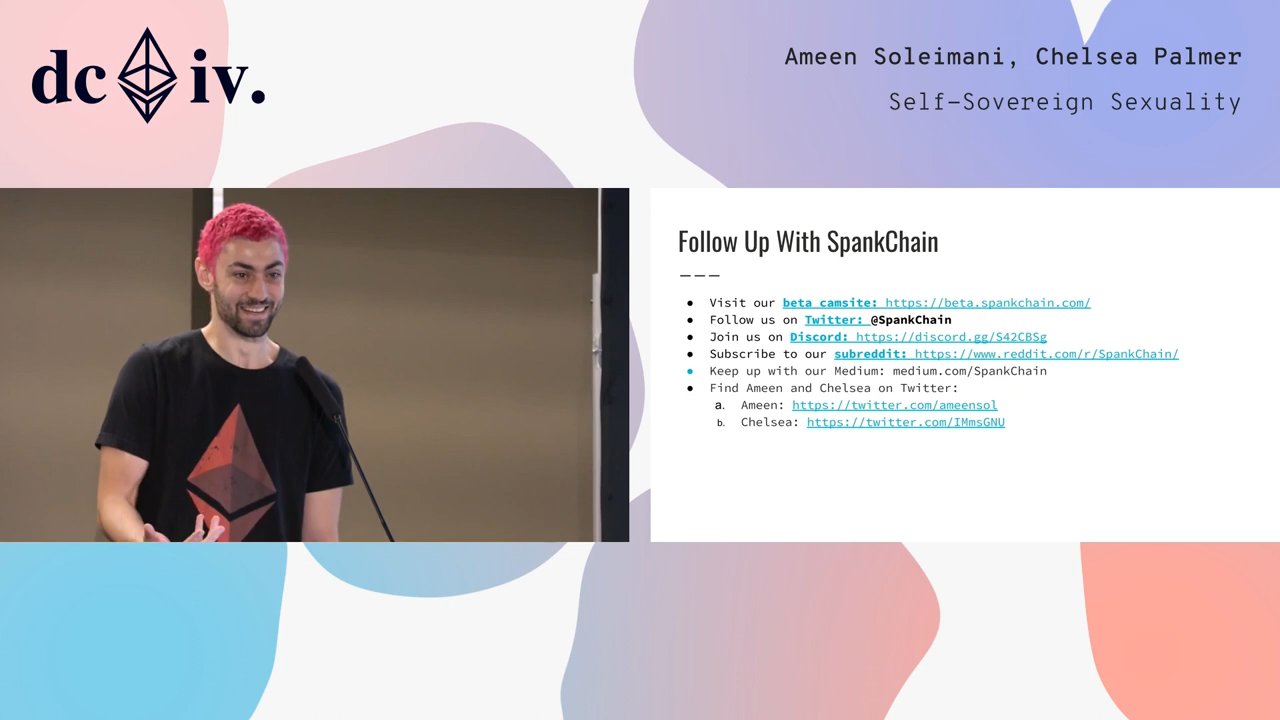 dc iv.
Ameen Soleimani, Chelsea Palmer
Self-Sovereign Sexuality
Follow Up With SpankChain
Visit our beta camsite: https://beta.spankchain.com/
Follow us on Twitter: @SpankChain
Join us on Discord: https://discord.gg/S42CBSg
Subscribe to our subreddit: https://www.reddit.com/r/SpankChain/
Keep up with our Medium: medium.com/SpankChain
Find Ameen and Chelsea on Twitter:
a. Ameen: https://twitter.com/ameensol
b. Chelsea: https://twitter.com/IMmsGNU